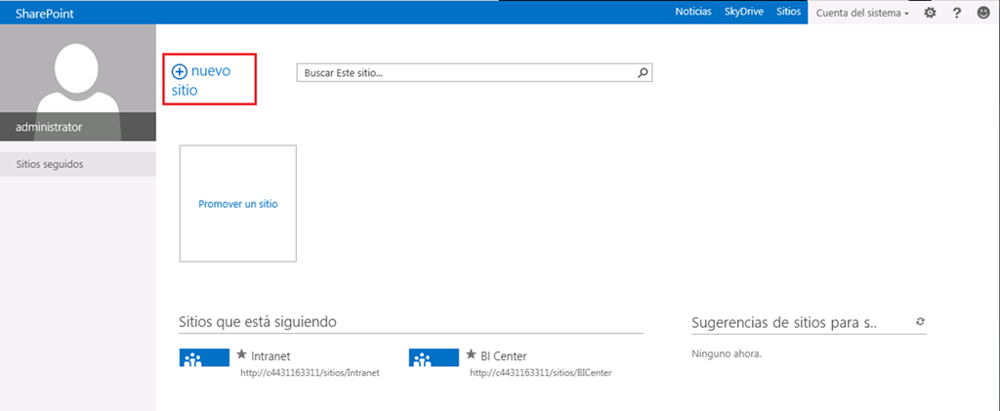 SharePoint
Noticias SkyDrive Sitios Cuenta del sistema ?
nuevo
sitio
Buscar Este sitio...
administrator
Sitios seguidos
Promover un sitio
Sitios que está siguiendo
Sugerencias de sitios para s..
Intranet
http://c4431163311/sitios/Intranet
BI Center
http://c4431163311/sitios/BICenter
Ninguno ahora.